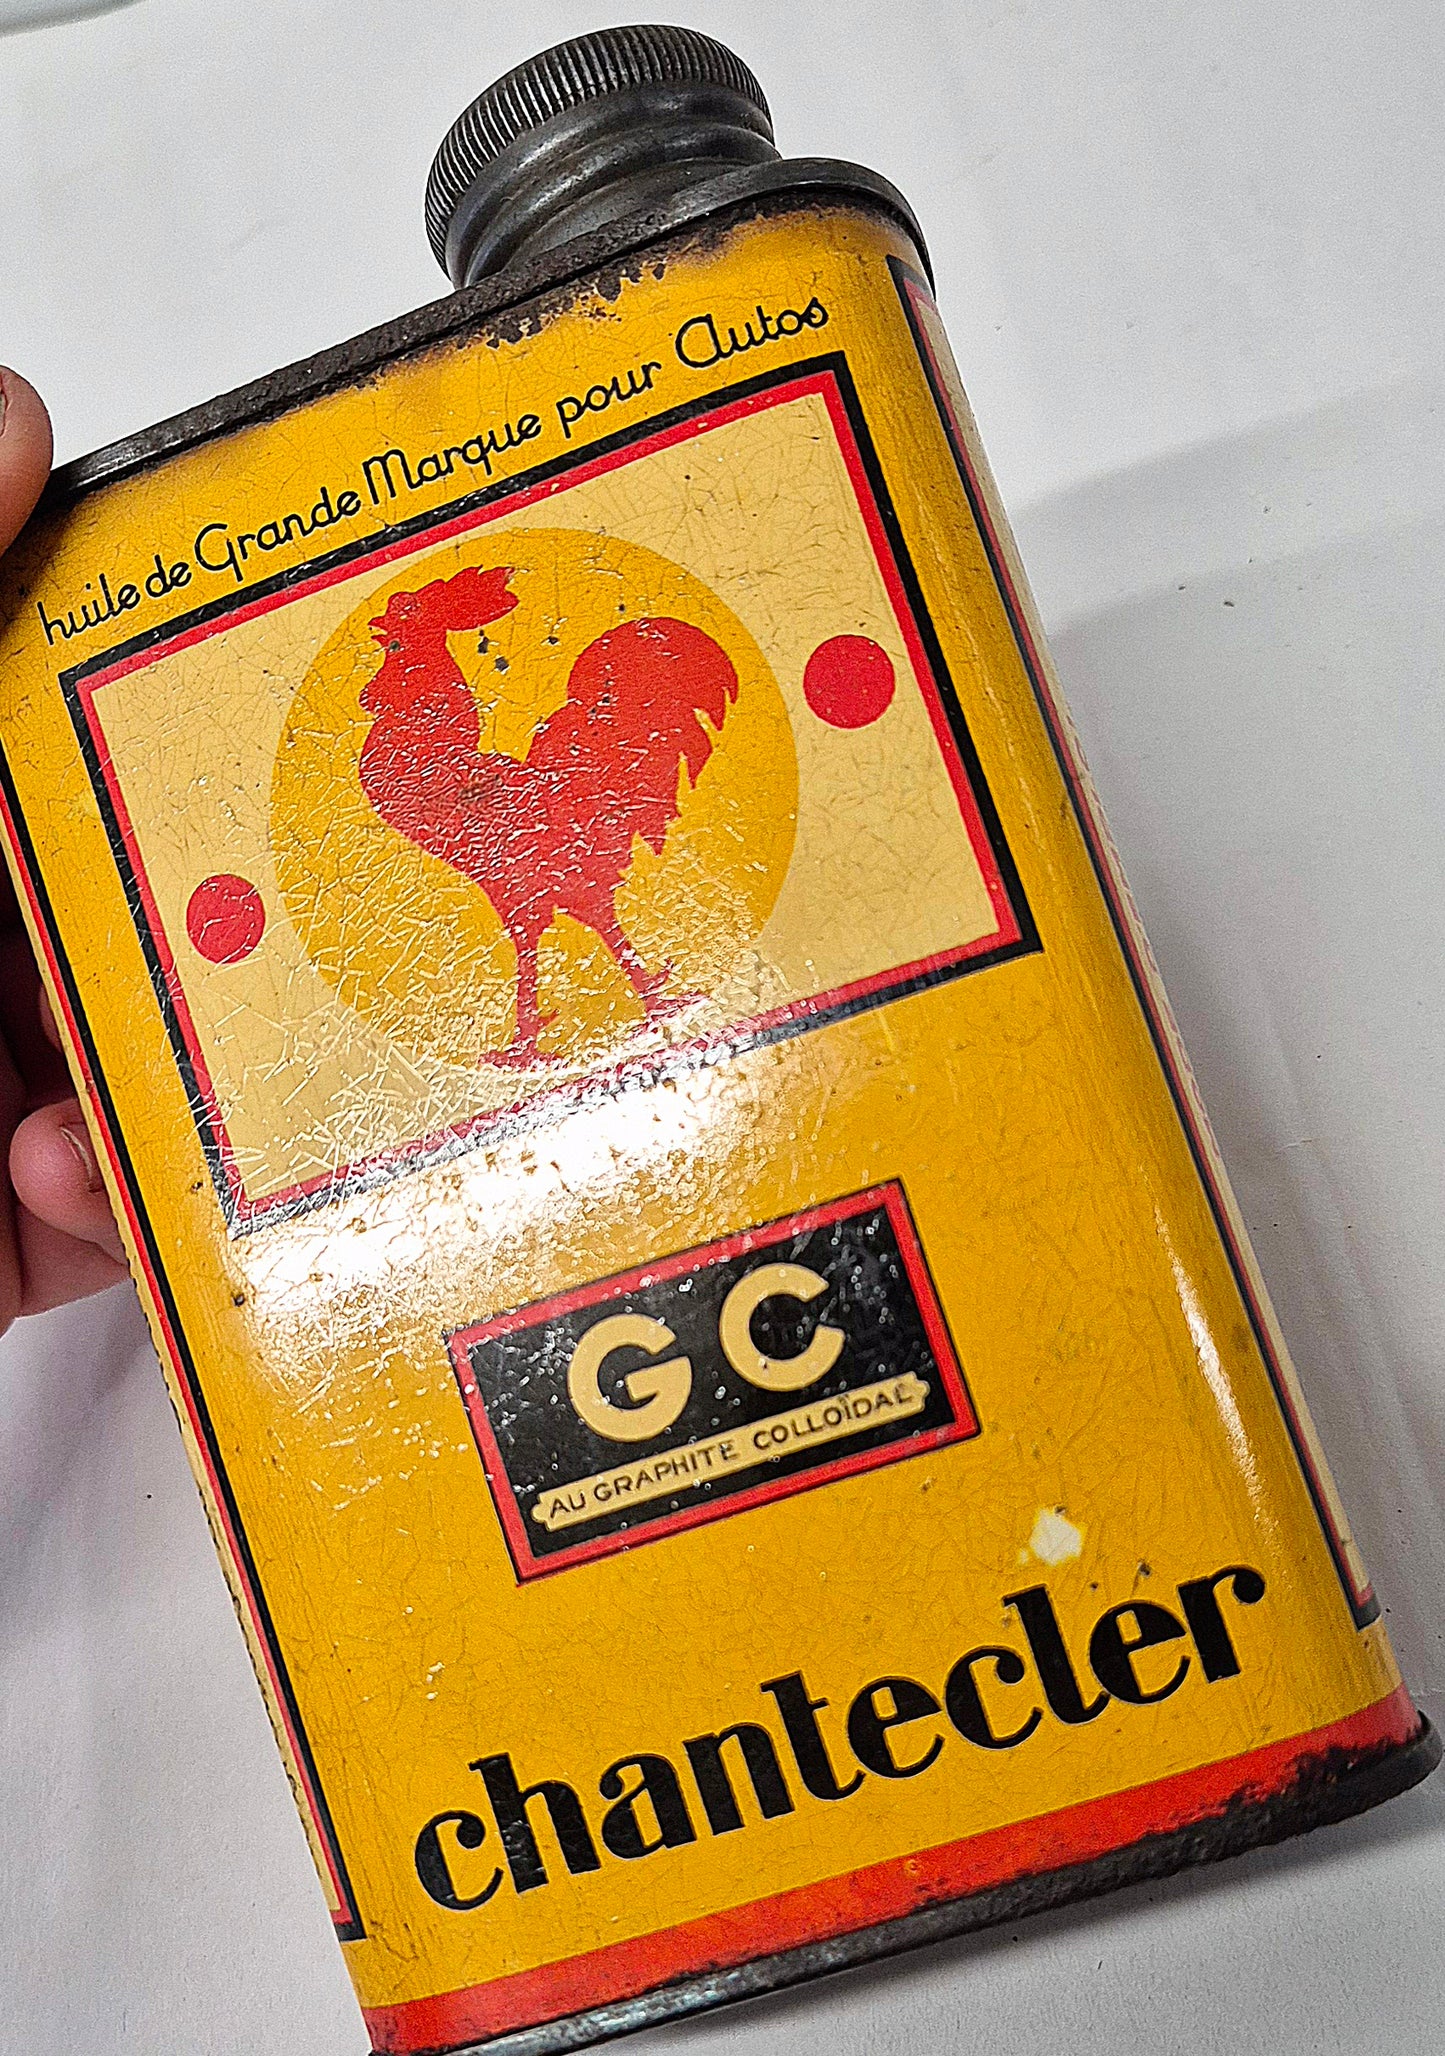 huile de Grande Marque pour Autos
GC
AU GRAPHITE COLLOÏDAL
chantecler